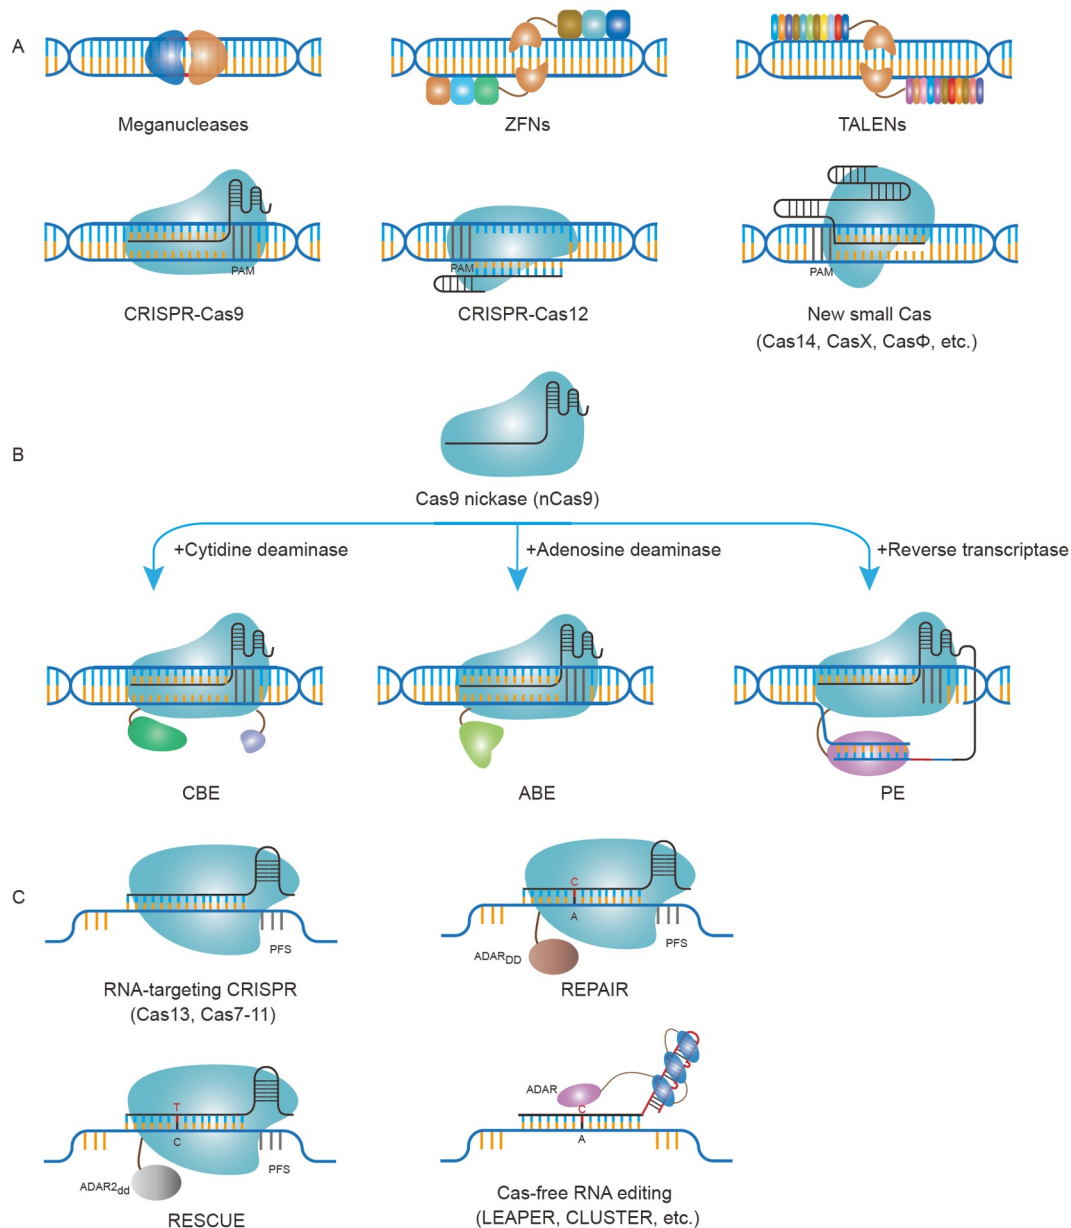 A
Meganucleases
ZFNs
TALENs
PAM
PAM
PAM
CRISPR-Cas9
CRISPR-Cas12
New small Cas
(Cas14, CasX, CasΦ, etc.)
B
Cas9 nickase (nCas9)
+Cytidine deaminase
+Adenosine deaminase
+Reverse transcriptase
CBE
ABE
PE
C
PFS
RNA-targeting CRISPR
(Cas13, Cas7-11)
C
A
ADARDD
PFS
REPAIR
T
C
ADAR2dd
PFS
RESCUE
ADAR
C
A
Cas-free RNA editing
(LEAPER, CLUSTER, etc.)